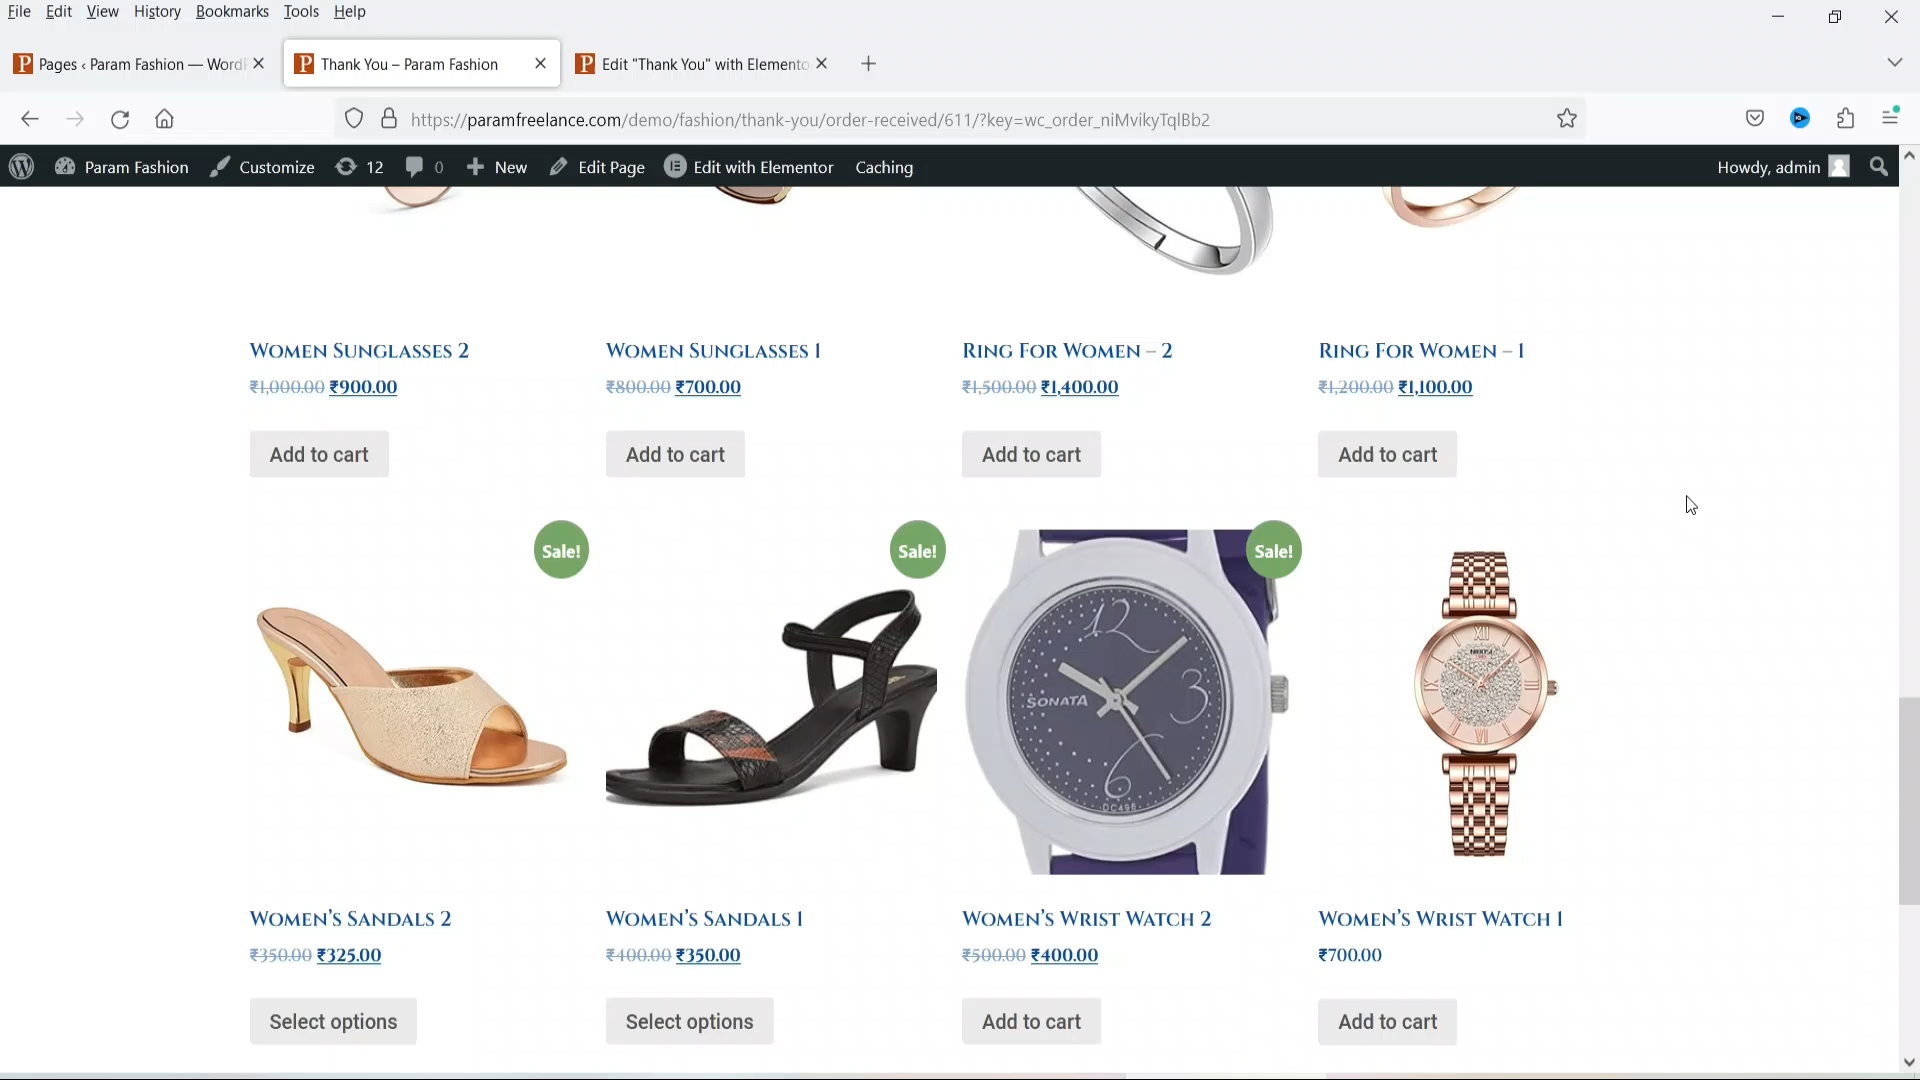 File Edit View History Bookmarks Tools Help
Pages ‹ Param Fashion — Word
Thank You – Param Fashion
Edit "Thank You" with Elemento
https://paramfreelance.com/demo/fashion/thank-you/order-received/611/?key=wc_order_niMvikyTqlBb2
Param Fashion Customize 12 0 New Edit Page Edit with Elementor Caching Howdy, admin
Women Sunglasses 2
₹1,000.00 ₹900.00
Add to cart
Women Sunglasses 1
₹800.00 ₹700.00
Add to cart
Ring For Women – 2
₹1,500.00 ₹1,400.00
Add to cart
Ring For Women – 1
₹1,200.00 ₹1,100.00
Add to cart
Sale!
Women’s Sandals 2
₹350.00 ₹325.00
Select options
Sale!
Women’s Sandals 1
₹400.00 ₹350.00
Select options
Sale!
12
3
SONATA
6
DC496
Women’s Wrist Watch 2
₹500.00 ₹400.00
Add to cart
Women’s Wrist Watch 1
₹700.00
Add to cart